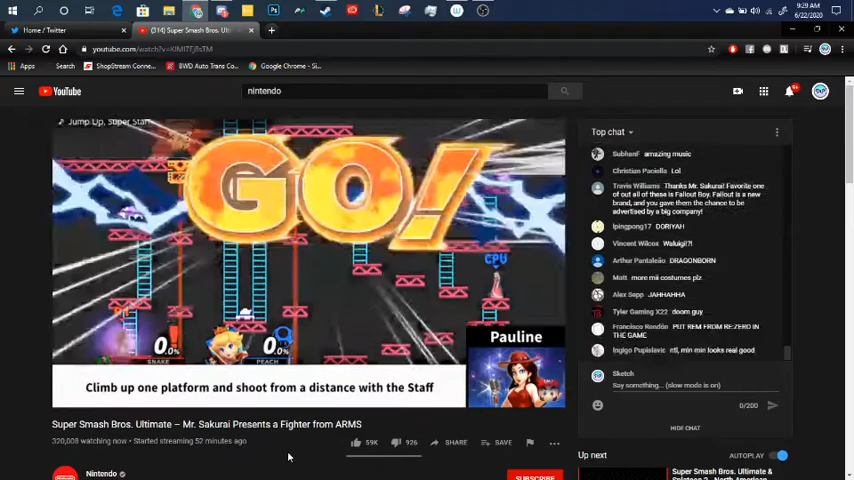 9:29 AM
6/22/2020
Home / Twitter
(314) Super Smash Bros. Ultimate
youtube.com/watch?v=
Apps
Search
ShopStream Conne...
BWD Auto Trans Co...
Google Chrome - Si...
YouTube
nintendo
9+
♪ Jump Up, Super Star!
GO!
CPU
P1
0.0%
SNAKE
0.0%
PEACH
Pauline
Climb up one platform and shoot from a distance with the Staff
Super Smash Bros. Ultimate – Mr. Sakurai Presents a Fighter from ARMS
320,008 watching now • Started streaming 52 minutes ago
59K
926
SHARE
SAVE
Nintendo
SUBSCRIBE
Top chat
SubhanF amazing music
Christian Paciella Lol
Travis Williams Thanks Mr. Sakurai! Favorite one
out of all of these is Fallout Boy. Fallout is a new
brand, and you gave them the chance to be
advertised by a big company!
ipingpong17 DORIYAH
Vincent Wilcox Waluigi?!
Arthur Pantaleão DRAGONBORN
Matt more mii costumes plz
Alex Sepp JAHHAHHA
Tyler Gaming X22 doom guy
Francisco Rendón PUT REM FROM RE:ZERO IN
THE GAME
ntl, min min looks real good
Sketch
Say something... (slow mode is on)
0/200
HIDE CHAT
Up next
AUTOPLAY
Super Smash Bros. Ultimate &
Splatoon 2 - North American